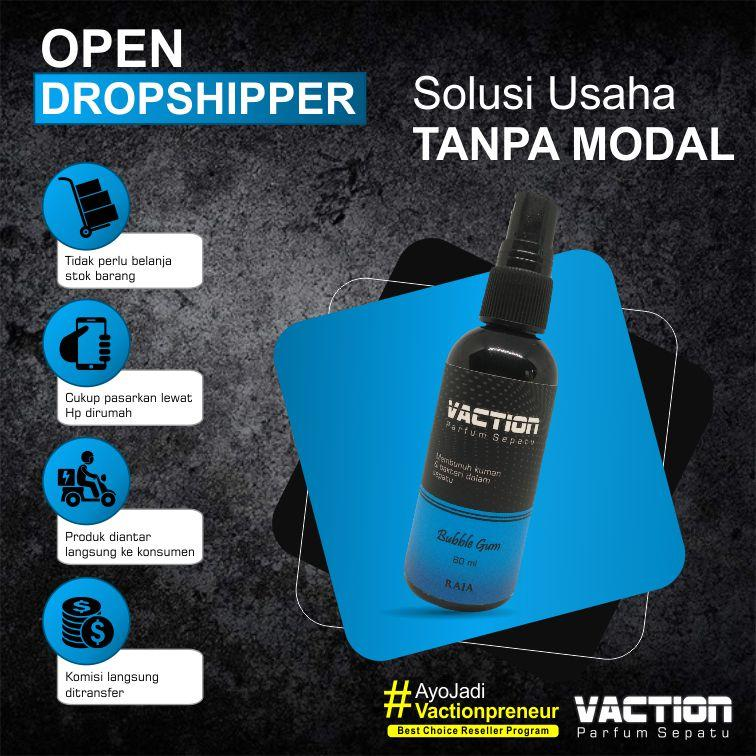 OPEN
DROPSHIPPER
Solusi Usaha
TANPA MODAL
Tidak perlu belanja
stok barang
Cukup pasarkan lewat
Hp dirumah
Produk diantar
langsung ke konsumen
Komisi langsung
ditransfer
VACTION
Parfum Sepatu
Membunuh kuman
& bakteri dalam
sepatu
Bubble Gum
60 ml
RAJA
#AyoJadi
Vactionpreneur
Best Choice Reseller Program
VACTION
Parfum Sepatu